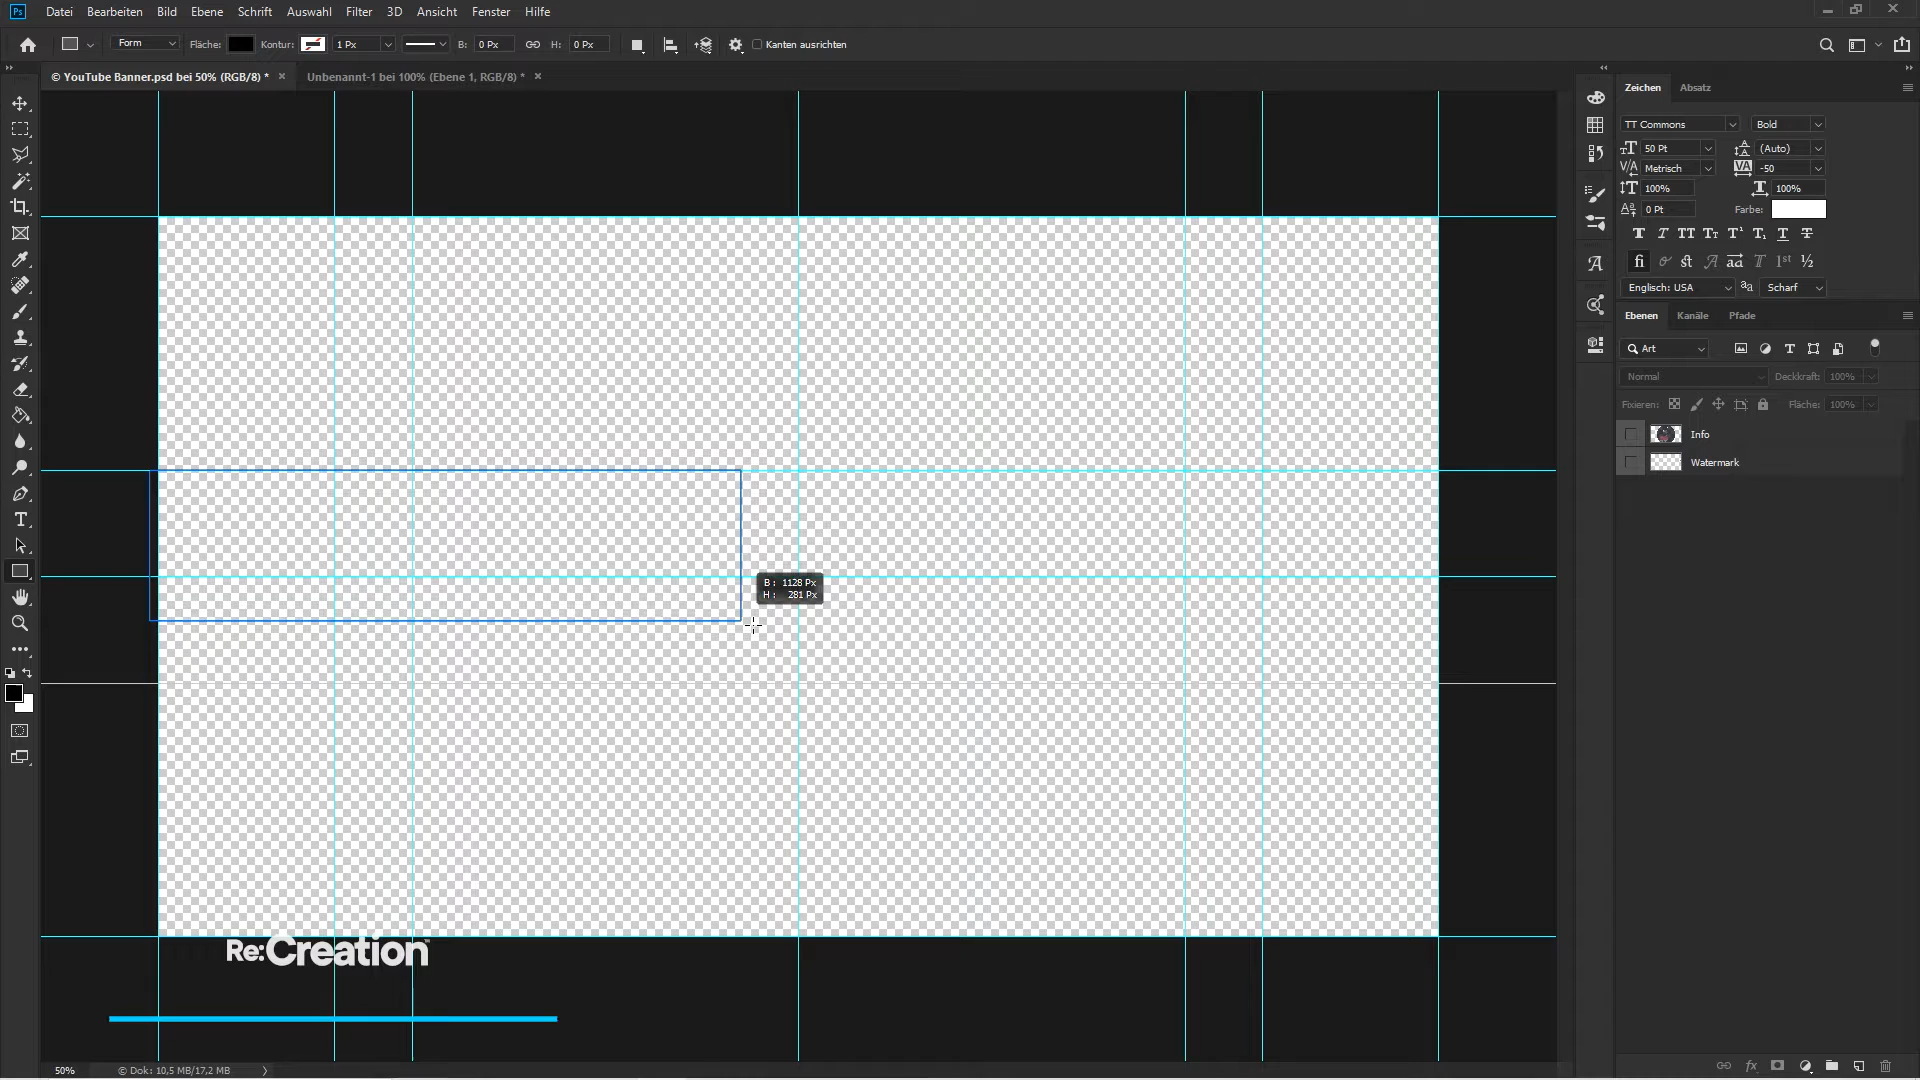 Ps Datei Bearbeiten Bild Ebene Schrift Auswahl Filter 3D Ansicht Fenster Hilfe
Form Fläche: Kontur: 1 Px B: 0 Px H: 0 Px Kanten ausrichten
© YouTube Banner.psd bei 50% (RGB/8) * × Unbenannt-1 bei 100% (Ebene 1, RGB/8) * ×
Zeichen Absatz
TT Commons Bold
50 Pt (Auto)
Metrisch -50
100% 100%
0 Pt Farbe:
Englisch: USA Scharf
Ebenen Kanäle Pfade
Art
Normal Deckkraft: 100%
Fixieren: Fläche: 100%
Info
Watermark
B: 1128 Px
H: 281 Px
Re:Creation
50% © Dok: 10,5 MB/17,2 MB